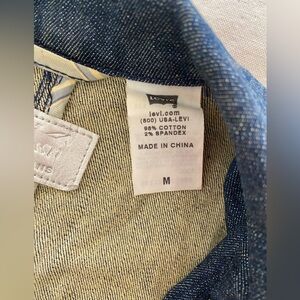 Levi's
levi.com
(800) USA-LEVI
98% COTTON
2% SPANDEX
MADE IN CHINA
M